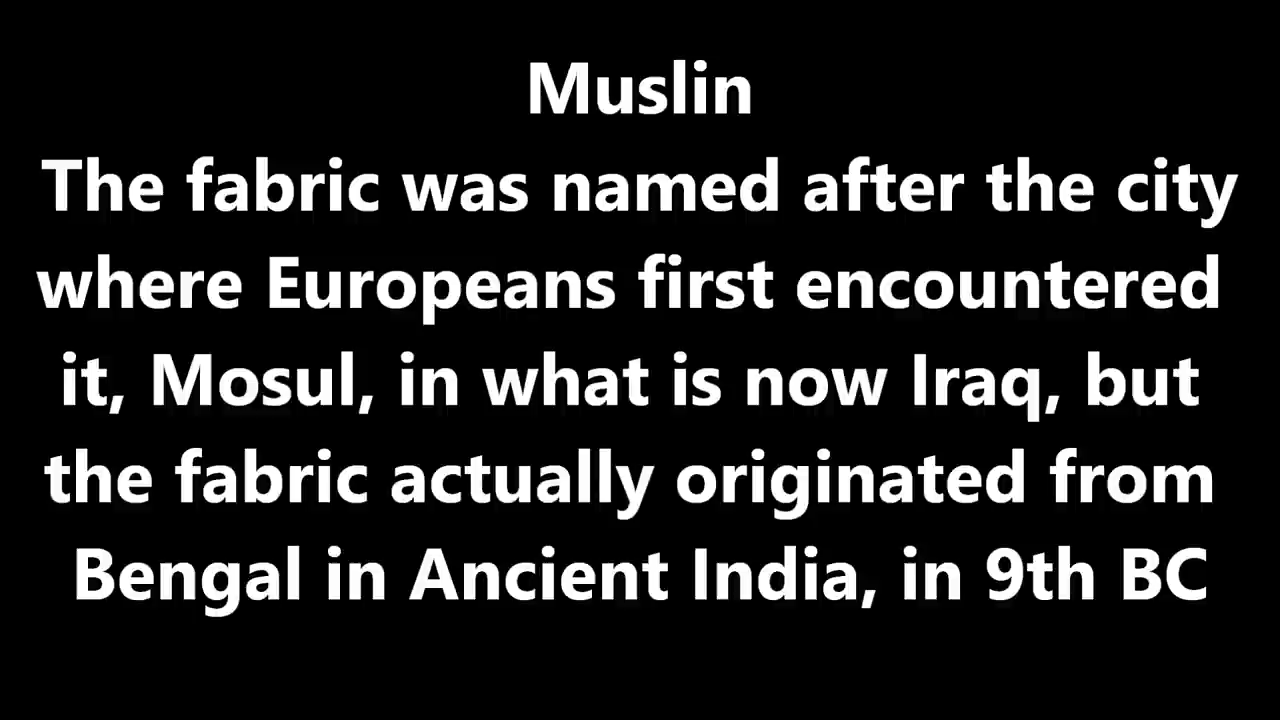 Muslin
The fabric was named after the city
where Europeans first encountered
it, Mosul, in what is now Iraq, but
the fabric actually originated from
Bengal in Ancient India, in 9th BC